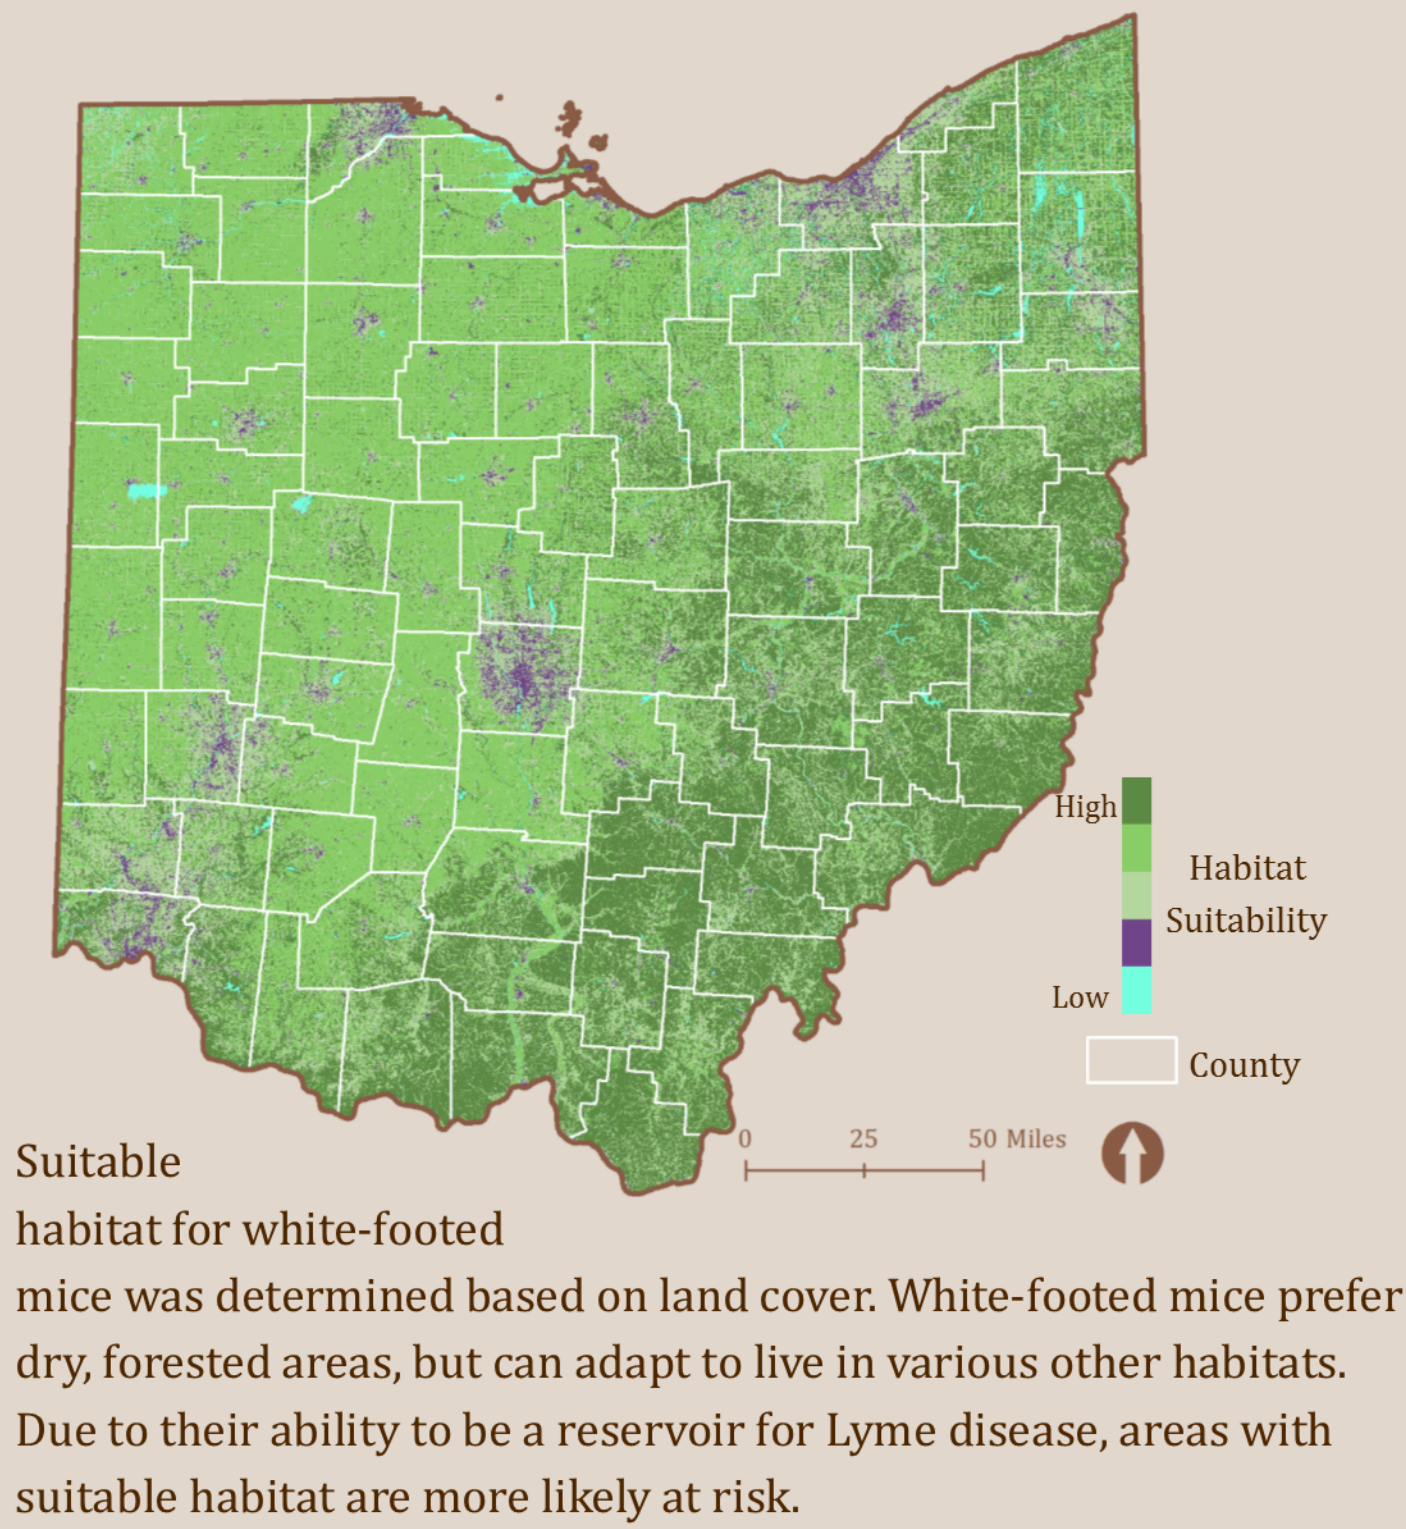 High
Habitat
Suitability
Low
County
0 25 50 Miles
Suitable
habitat for white-footed
mice was determined based on land cover. White-footed mice prefer
dry, forested areas, but can adapt to live in various other habitats.
Due to their ability to be a reservoir for Lyme disease, areas with
suitable habitat are more likely at risk.